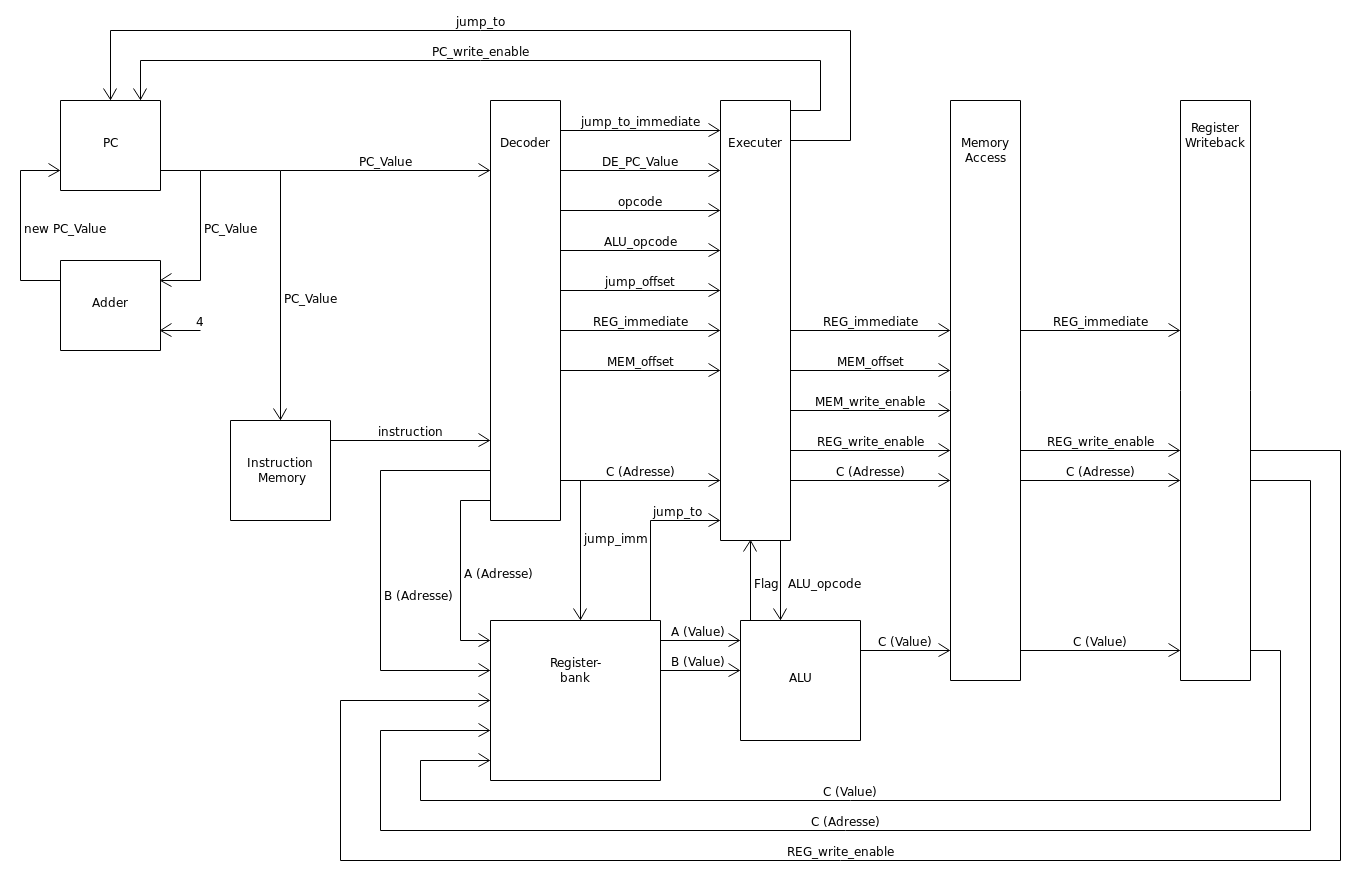 jump_to
PC_write_enable
PC
Decoder
jump_to_immediate
Executer
Memory
Access
Register
Writeback
PC_Value
DE_PC_Value
opcode
new PC_Value
PC_Value
ALU_opcode
jump_offset
Adder
PC_Value
4
REG_immediate
REG_immediate
REG_immediate
MEM_offset
MEM_offset
MEM_write_enable
instruction
REG_write_enable
REG_write_enable
Instruction
Memory
C (Adresse)
C (Adresse)
C (Adresse)
jump_to
jump_imm
A (Adresse)
B (Adresse)
Flag
ALU_opcode
A (Value)
C (Value)
C (Value)
B (Value)
Register-
bank
ALU
C (Value)
C (Adresse)
REG_write_enable